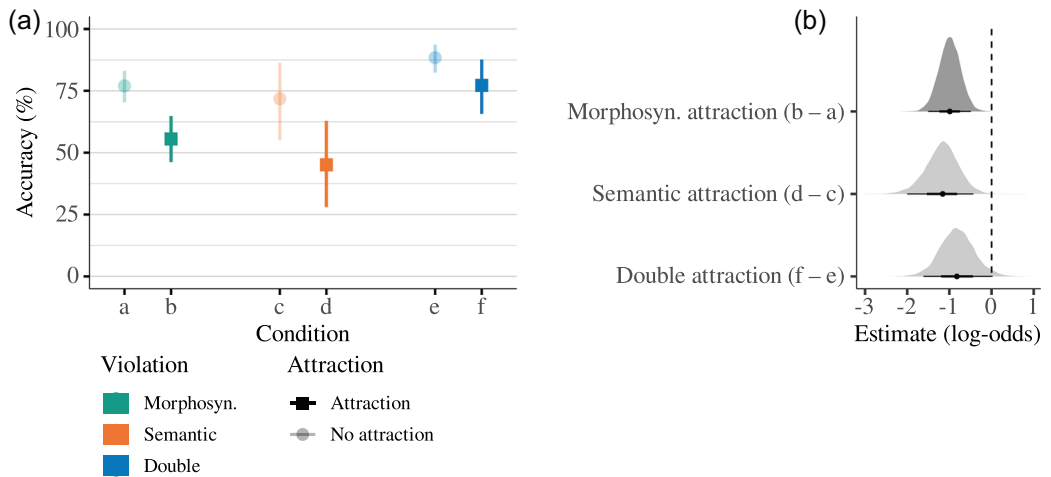 (a)
100
75
50
25
0
Accuracy (%)
a b c d e f
Condition
Violation
Morphosyn.
Semantic
Double
Attraction
Attraction
No attraction
(b)
Morphosyn. attraction (b – a)
Semantic attraction (d – c)
Double attraction (f – e)
-3 -2 -1 0 1
Estimate (log-odds)